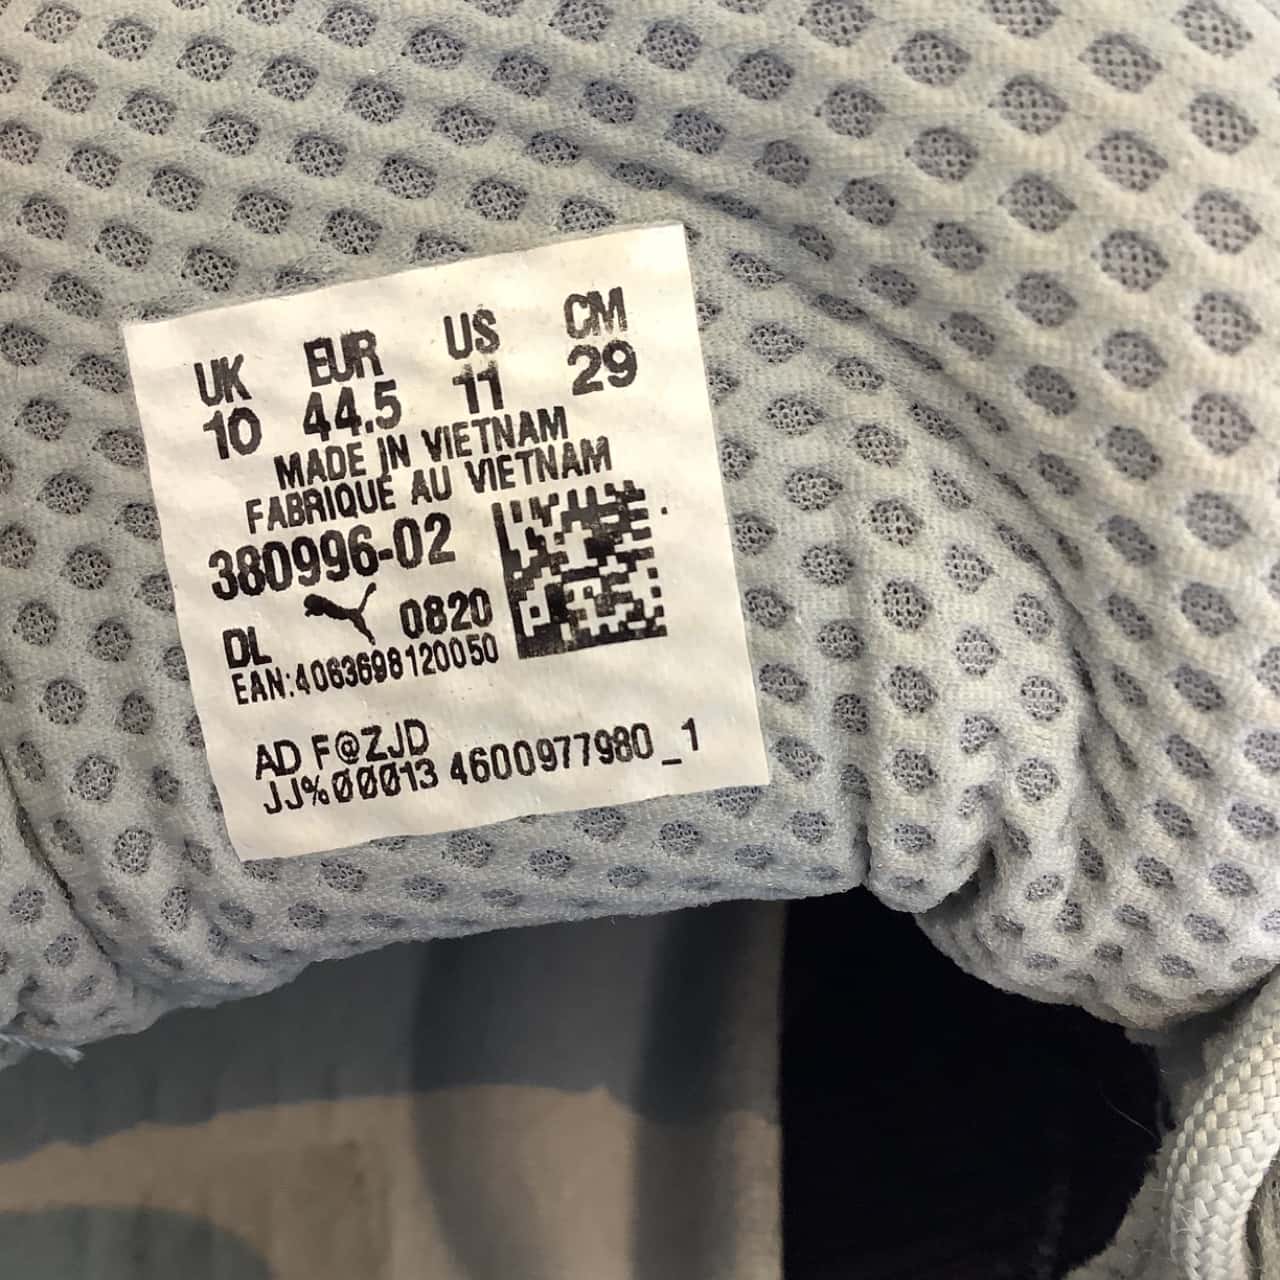 UK EUR US CM
10 44.5 11 29
MADE IN VIETNAM
FABRIQUE AU VIETNAM
380996-02
DL 0820
EAN:4063698120050
AD F@ZJD
JJ%00013 4600977980_1